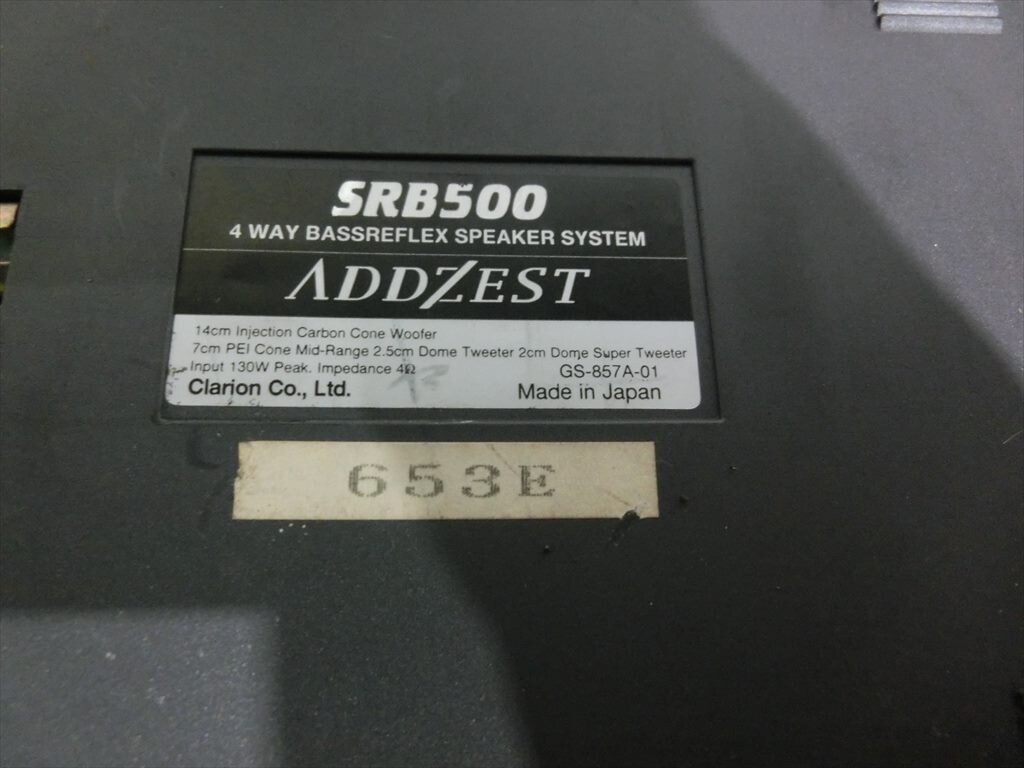 SRB500
4 WAY BASSREFLEX SPEAKER SYSTEM
ADDZEST
14cm Injection Carbon Cone Woofer
7cm PEI Cone Mid-Range 2.5cm Dome Tweeter 2cm Dome Super Tweeter
Input 130W Peak. Impedance 4Ω GS-857A-01
Clarion Co., Ltd. Made in Japan
653E